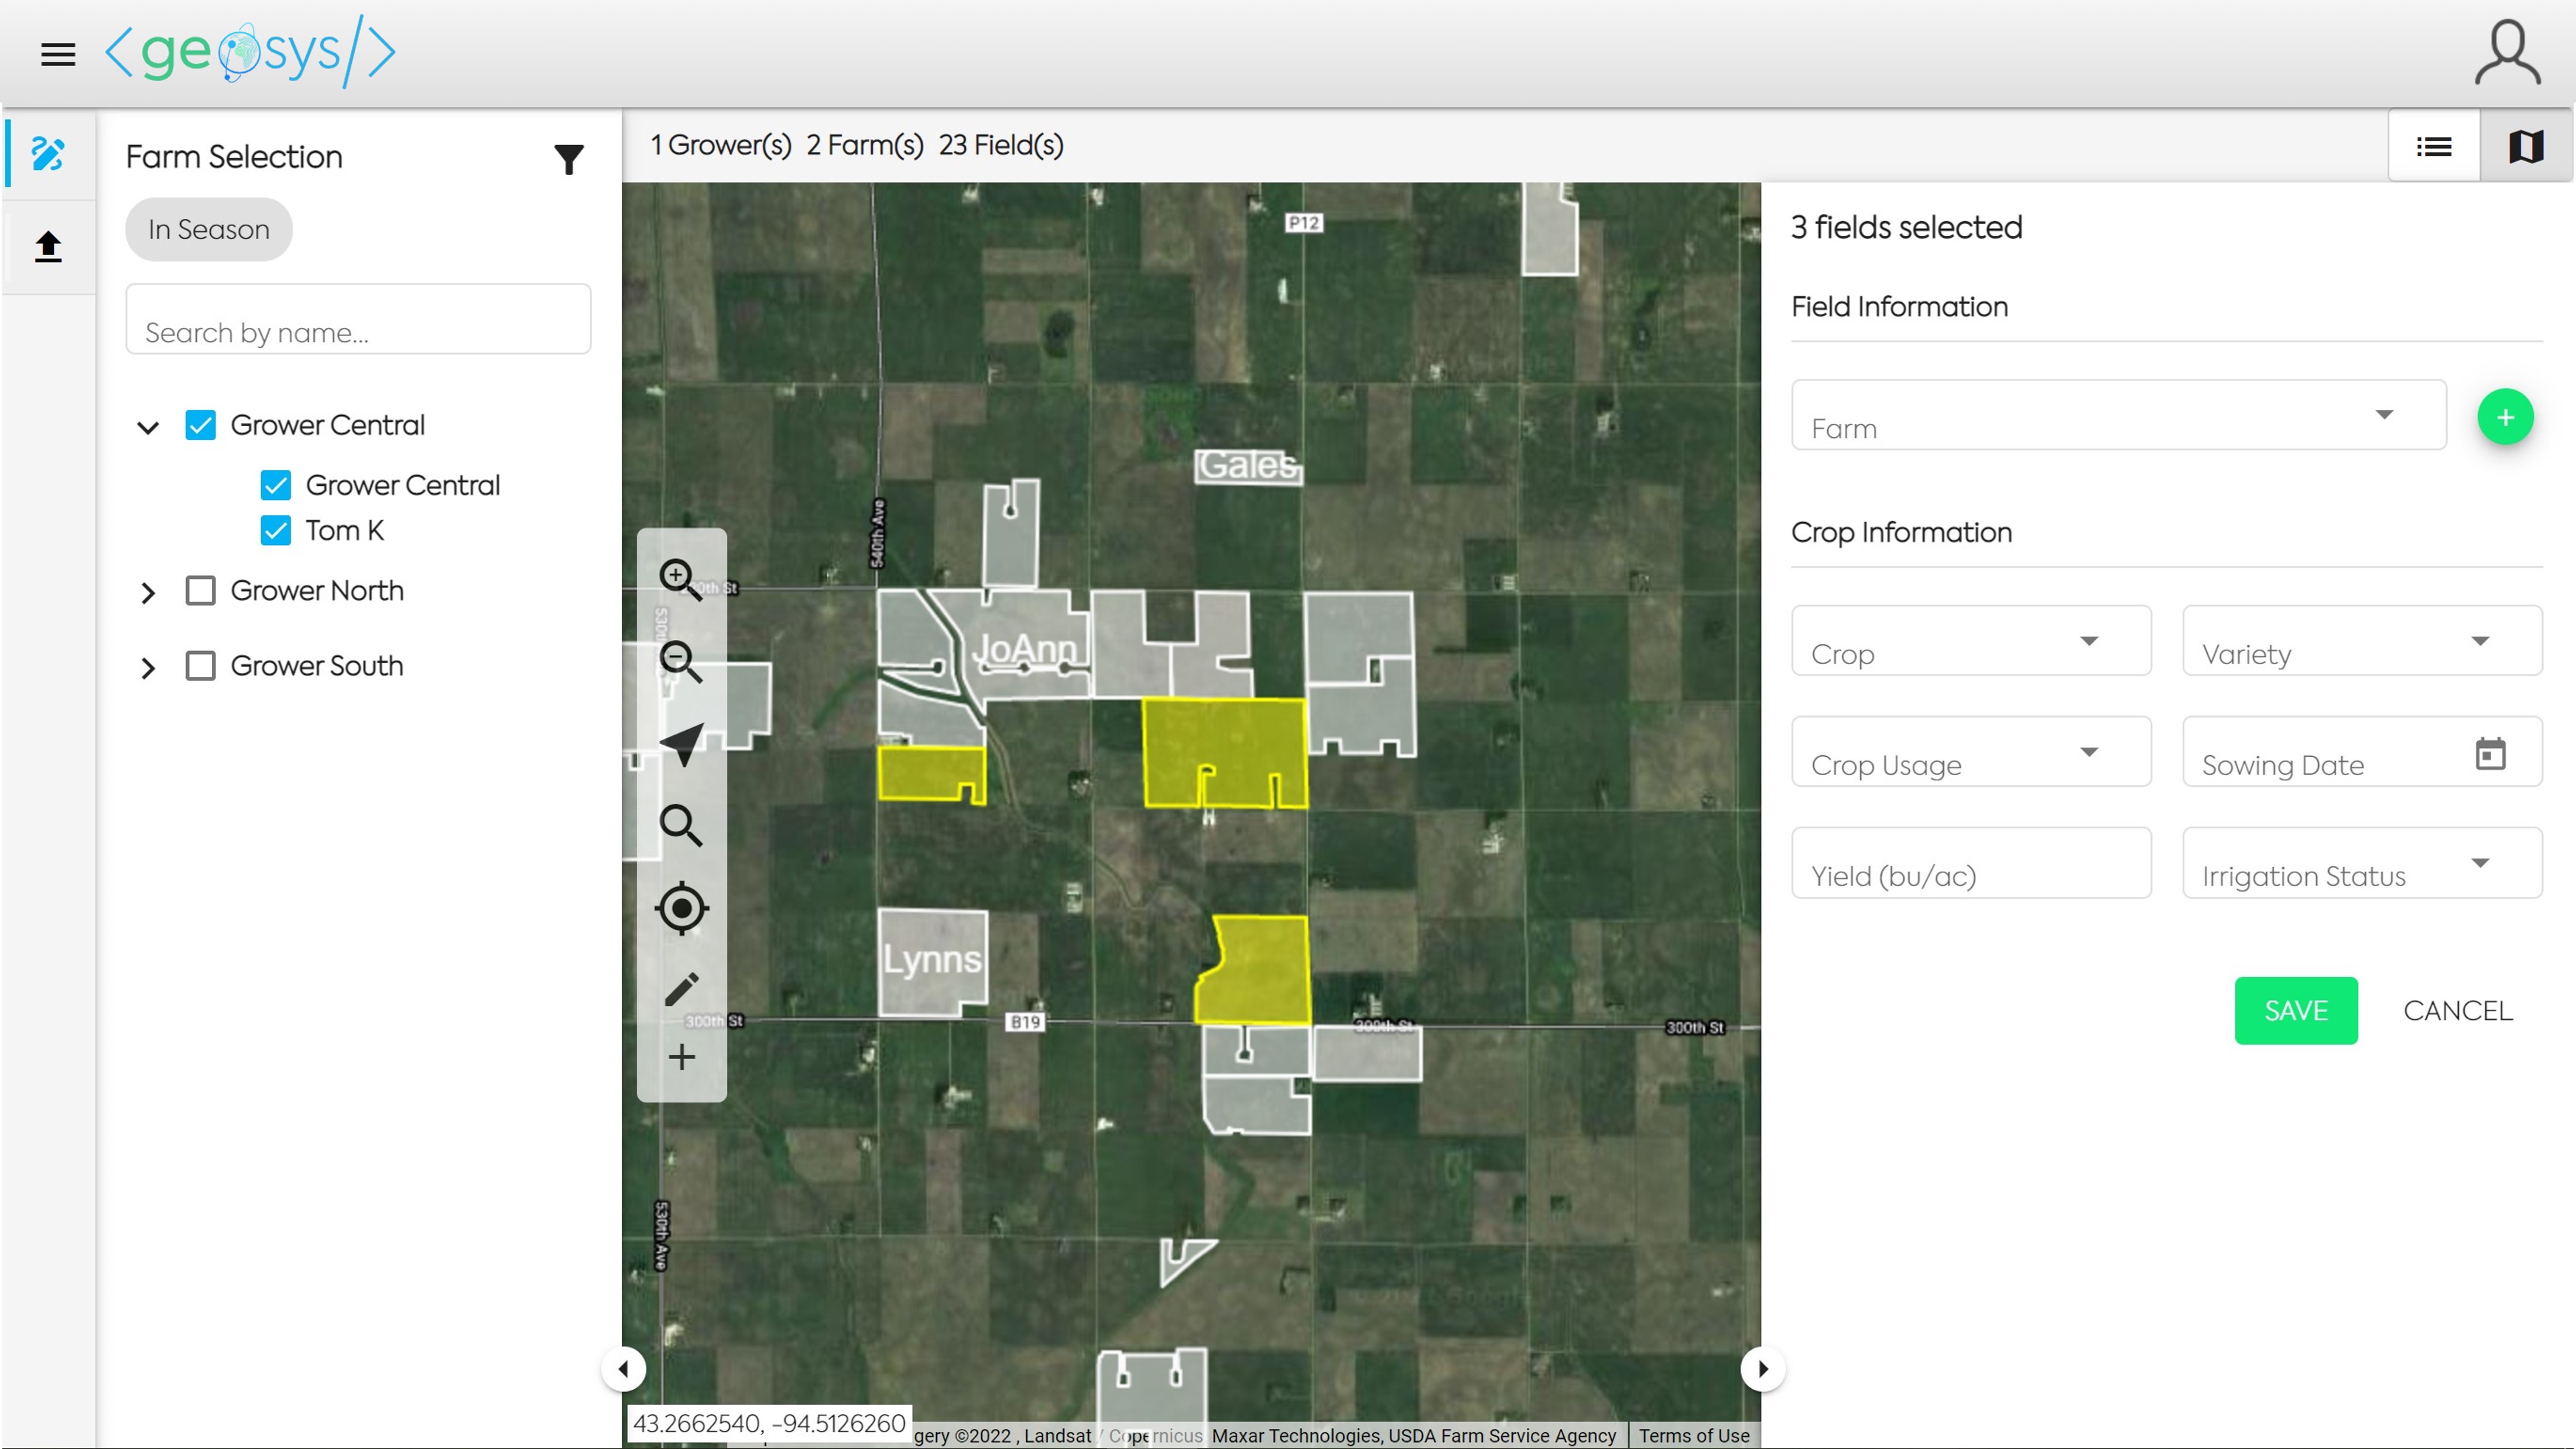 <geosys/>
Farm Selection
In Season
Search by name...
Grower Central
Grower Central
Tom K
Grower North
Grower South
1 Grower(s) 2 Farm(s) 23 Field(s)
P12
Gales
540th Ave
530th
JoAnn
Lynns
300th St
B19
300th St
300th St
530th Ave
43.2662540, -94.5126260
©2022 , Landsat / Copernicus, Maxar Technologies, USDA Farm Service Agency
Terms of Use
3 fields selected
Field Information
Farm
+
Crop Information
Crop
Variety
Crop Usage
Sowing Date
Yield (bu/ac)
Irrigation Status
SAVE
CANCEL